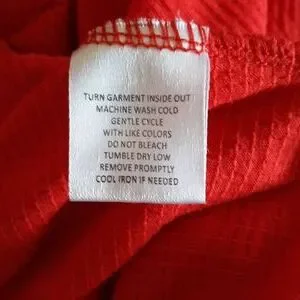 TURN GARMENT INSIDE OUT
MACHINE WASH COLD
GENTLE CYCLE
WITH LIKE COLORS
DO NOT BLEACH
TUMBLE DRY LOW
REMOVE PROMPTLY
COOL IRON IF NEEDED